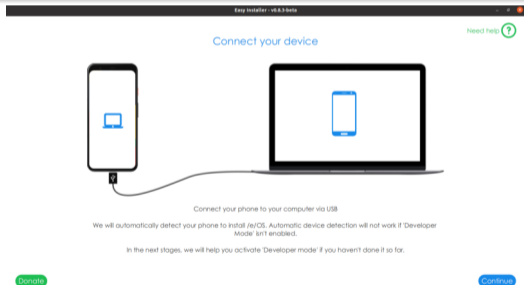 Easy Installer - v0.8.3-beta
Need help ?
Connect your device
Connect your phone to your computer via USB
We will automatically detect your phone to install /e/OS. Automatic device detection will not work if 'Developer
Mode' isn't enabled.
In the next stages, we will help you activate 'Developer mode' if you haven't done it so far.
Donate
Continue